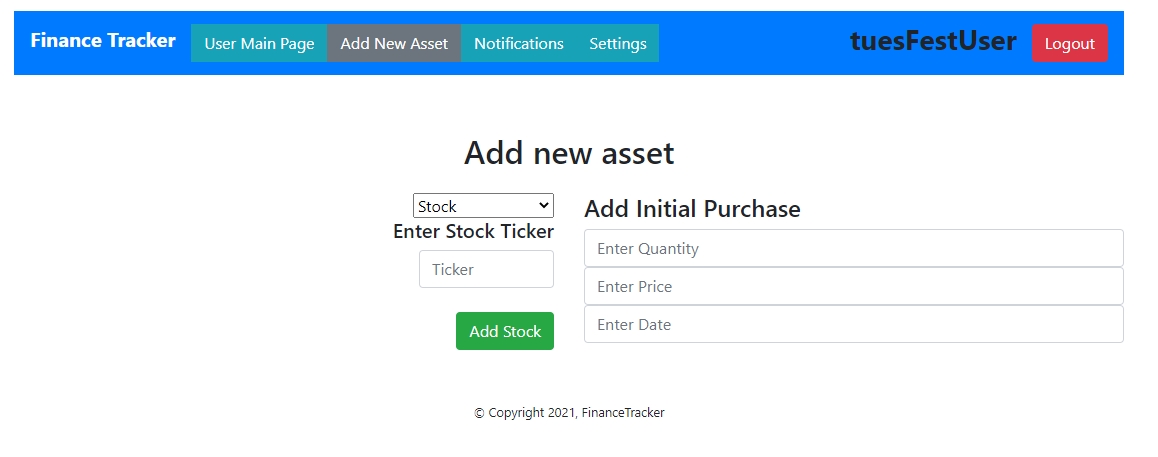 Finance Tracker User Main Page Add New Asset Notifications Settings tuesFestUser Logout
Add new asset
Stock
Enter Stock Ticker
Ticker
Add Stock
Add Initial Purchase
Enter Quantity
Enter Price
Enter Date
© Copyright 2021, FinanceTracker